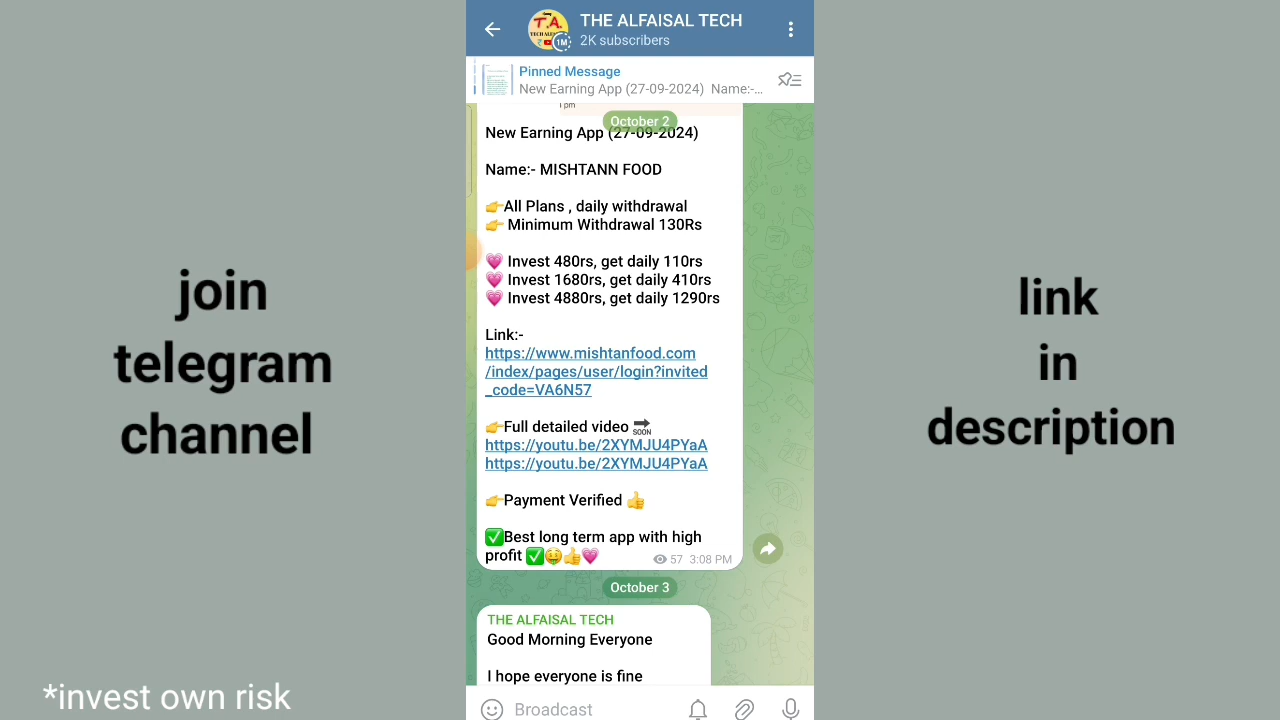 join
telegram
channel
*invest own risk
THE ALFAISAL TECH
2K subscribers
T.A.
1M
Pinned Message
New Earning App (27-09-2024) Name:-...
pm
October 2
New Earning App (27-09-2024)
Name:- MISHTANN FOOD
👉All Plans , daily withdrawal
👉 Minimum Withdrawal 130Rs
💗 Invest 480rs, get daily 110rs
💗 Invest 1680rs, get daily 410rs
💗 Invest 4880rs, get daily 1290rs
Link:-
https://www.mishtanfood.com
/index/pages/user/login?invited
_code=VA6N57
👉Full detailed video 🔜
https://youtu.be/2XYMJU4PYaA
https://youtu.be/2XYMJU4PYaA
👉Payment Verified 👍
✅Best long term app with high
profit ✅🤑👍💗
57 3:08 PM
October 3
THE ALFAISAL TECH
Good Morning Everyone
I hope everyone is fine
Broadcast
link
in
description